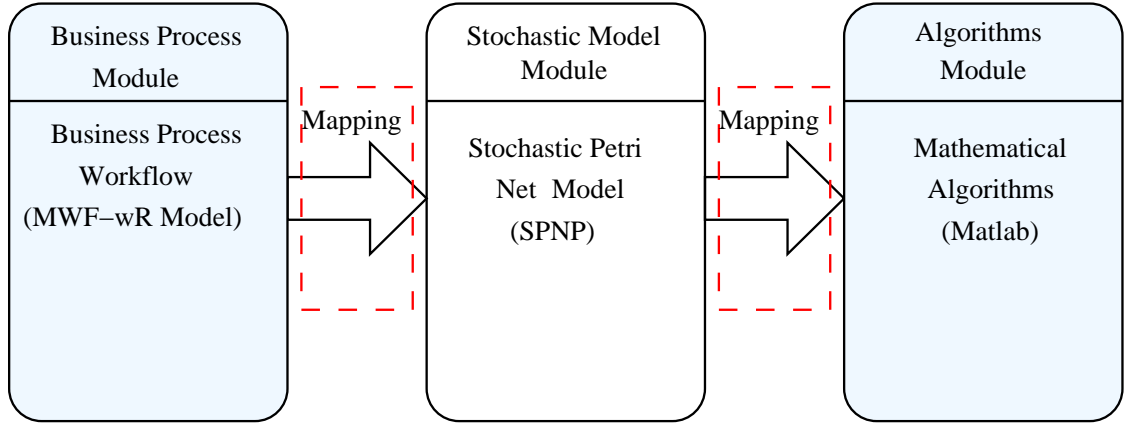 Business Process
Module
Business Process
Workflow
(MWF−wR Model)
Mapping
Stochastic Model
Module
Stochastic Petri
Net Model
(SPNP)
Mapping
Algorithms
Module
Mathematical
Algorithms
(Matlab)